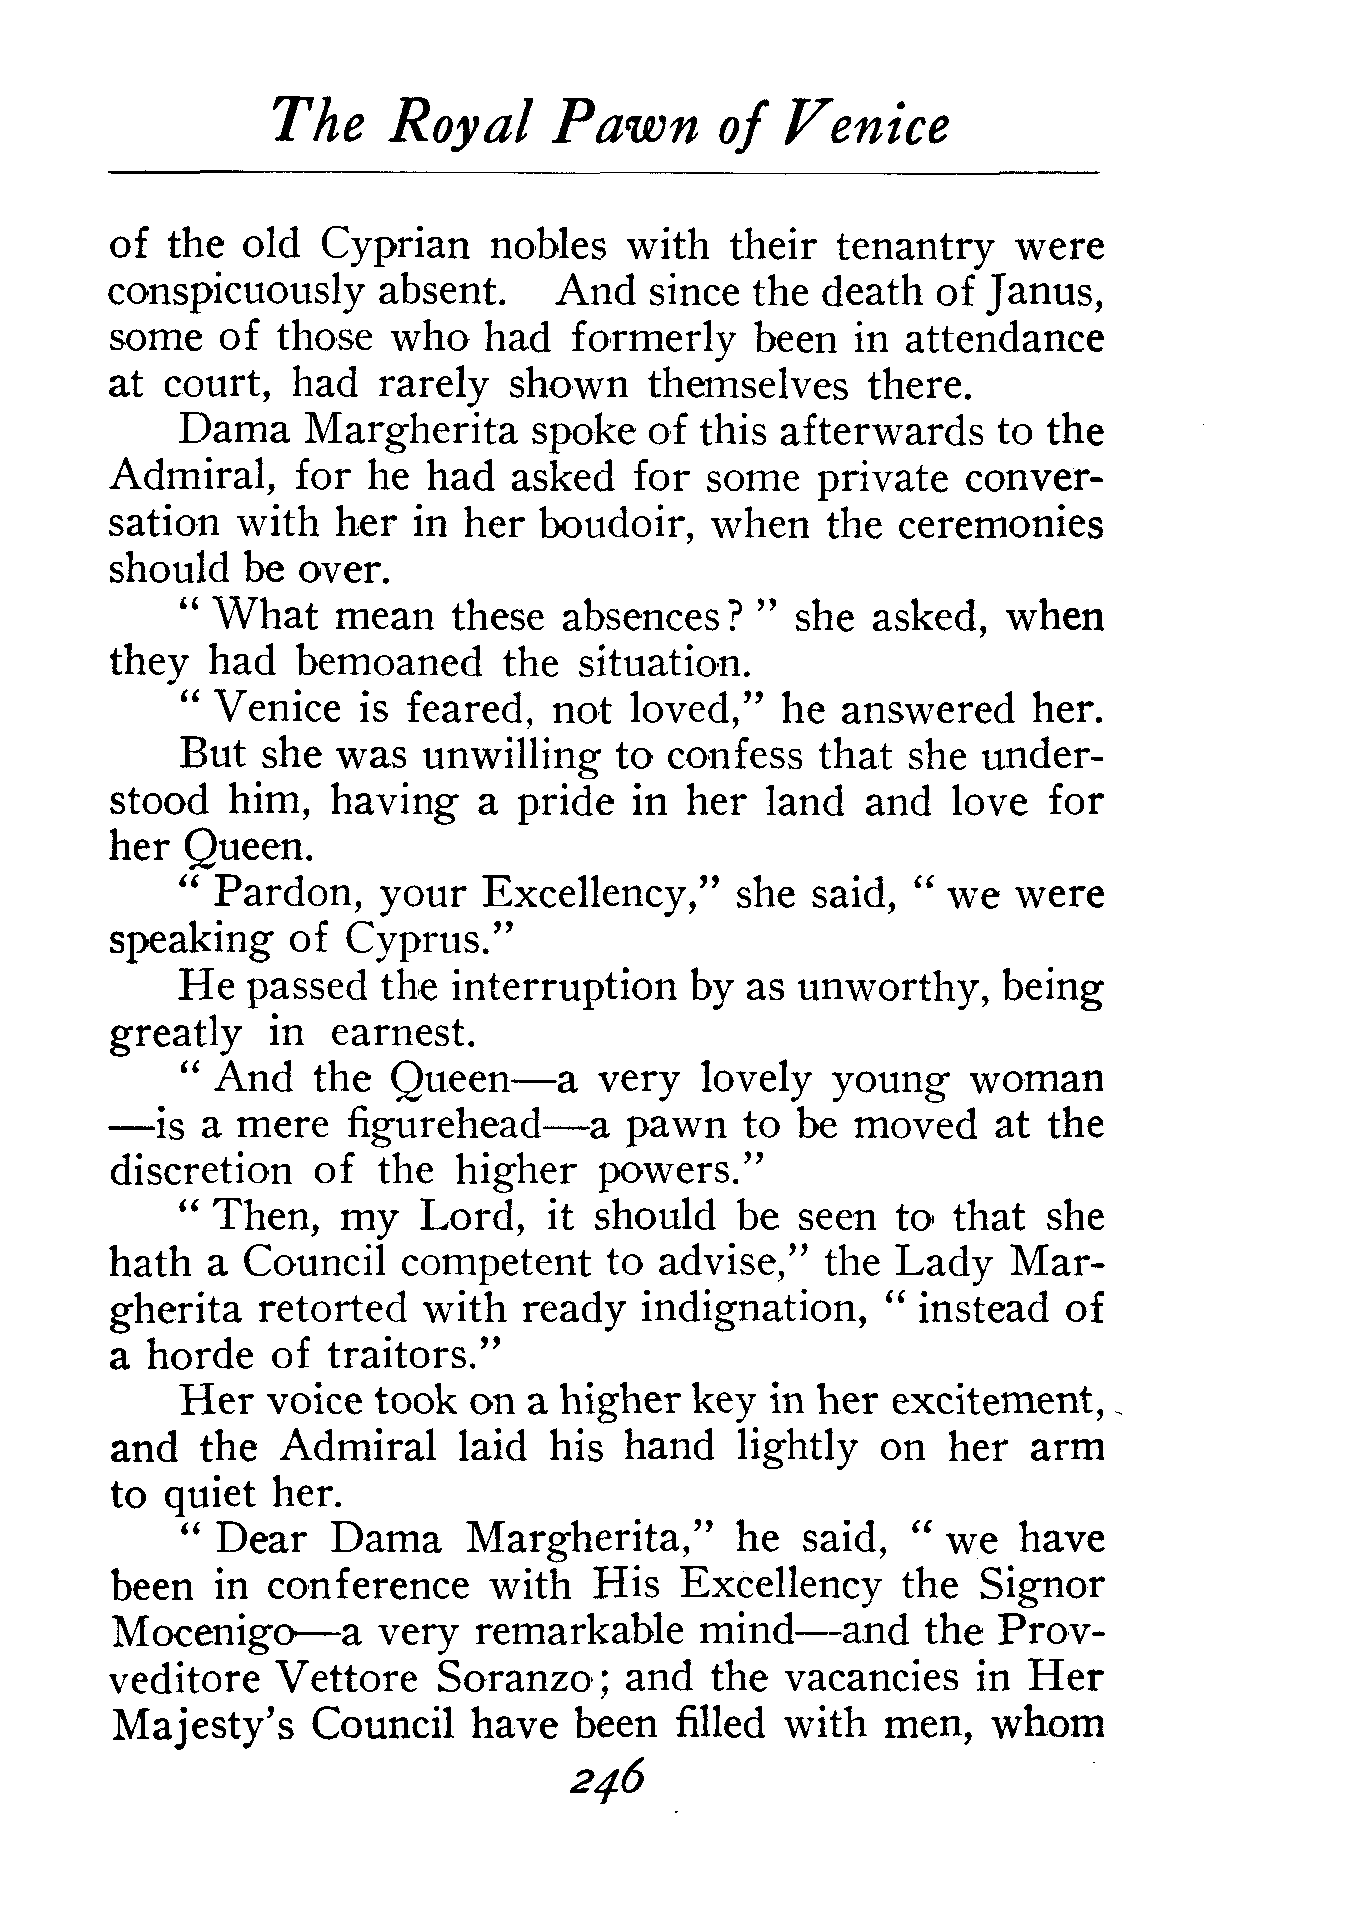 The Royal Pawn of Venice
of the old Cyprian nobles with their tenantry were
conspicuously absent. And since the death of Janus,
some of those who had formerly been in attendance
at court, had rarely shown themselves there.
Dama Margherita spoke of this afterwards to the
Admiral, for he had asked for some private conver-
sation with her in her boudoir, when the ceremonies
should be over.
“ What mean these absences? ” she asked, when
they had bemoaned the situation.
“ Venice is feared, not loved,” he answered her.
But she was unwilling to confess that she under-
stood him, having a pride in her land and love for
her Queen.
“ Pardon, your Excellency,” she said, “ we were
speaking of Cyprus.”
He passed the interruption by as unworthy, being
greatly in earnest.
“ And the Queen—a very lovely young woman
—is a mere figurehead—a pawn to be moved at the
discretion of the higher powers.”
“ Then, my Lord, it should be seen to that she
hath a Council competent to advise,” the Lady Mar-
gherita retorted with ready indignation, “ instead of
a horde of traitors.”
Her voice took on a higher key in her excitement,
and the Admiral laid his hand lightly on her arm
to quiet her.
“ Dear Dama Margherita,” he said, “ we have
been in conference with His Excellency the Signor
Mocenigo—a very remarkable mind—and the Prov-
veditore Vettore Soranzo; and the vacancies in Her
Majesty's Council have been filled with men, whom
246